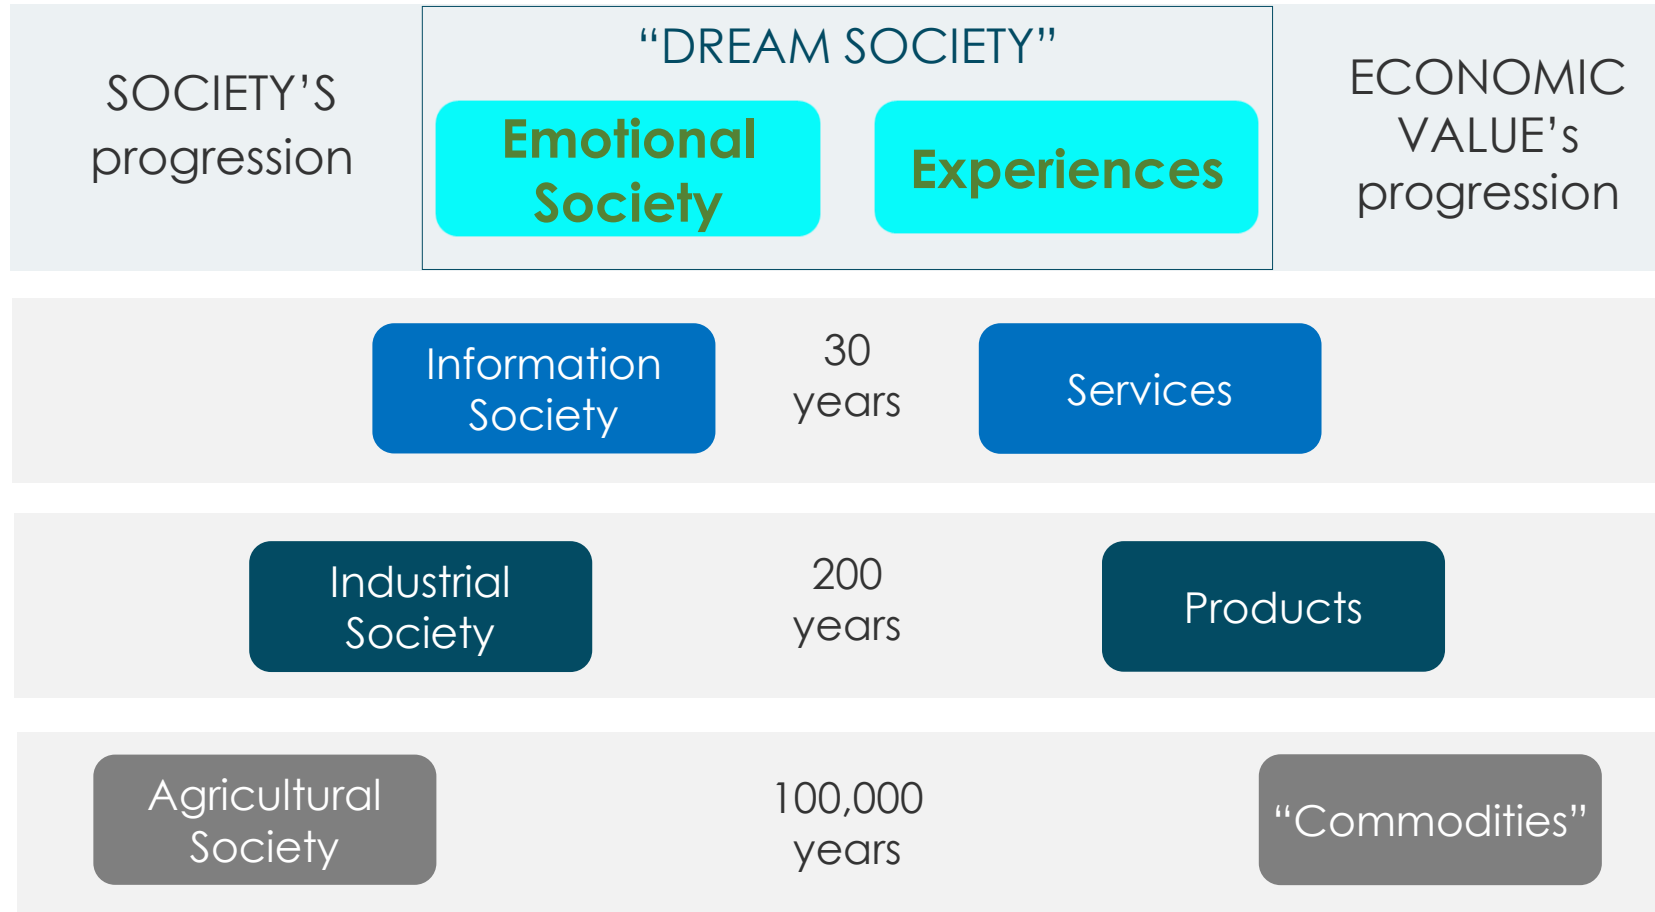 SOCIETY’S
progression
“DREAM SOCIETY”
Emotional
Society
Experiences
ECONOMIC
VALUE’s
progression
Information
Society
30
years
Services
Industrial
Society
200
years
Products
Agricultural
Society
100,000
years
“Commodities”